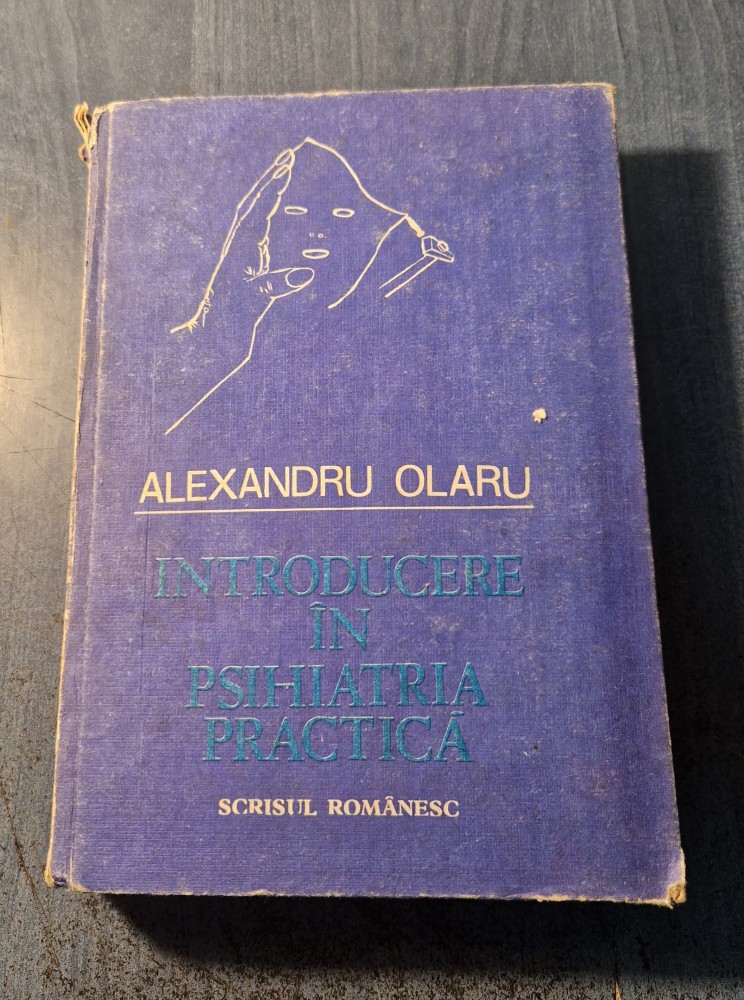 ALEXANDRU OLARU
INTRODUCERE
ÎN
PSIHIATRIA
PRACTICĂ
SCRISUL ROMÂNESC